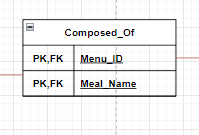 Composed_Of
PK,FK Menu_ID
PK,FK Meal_Name